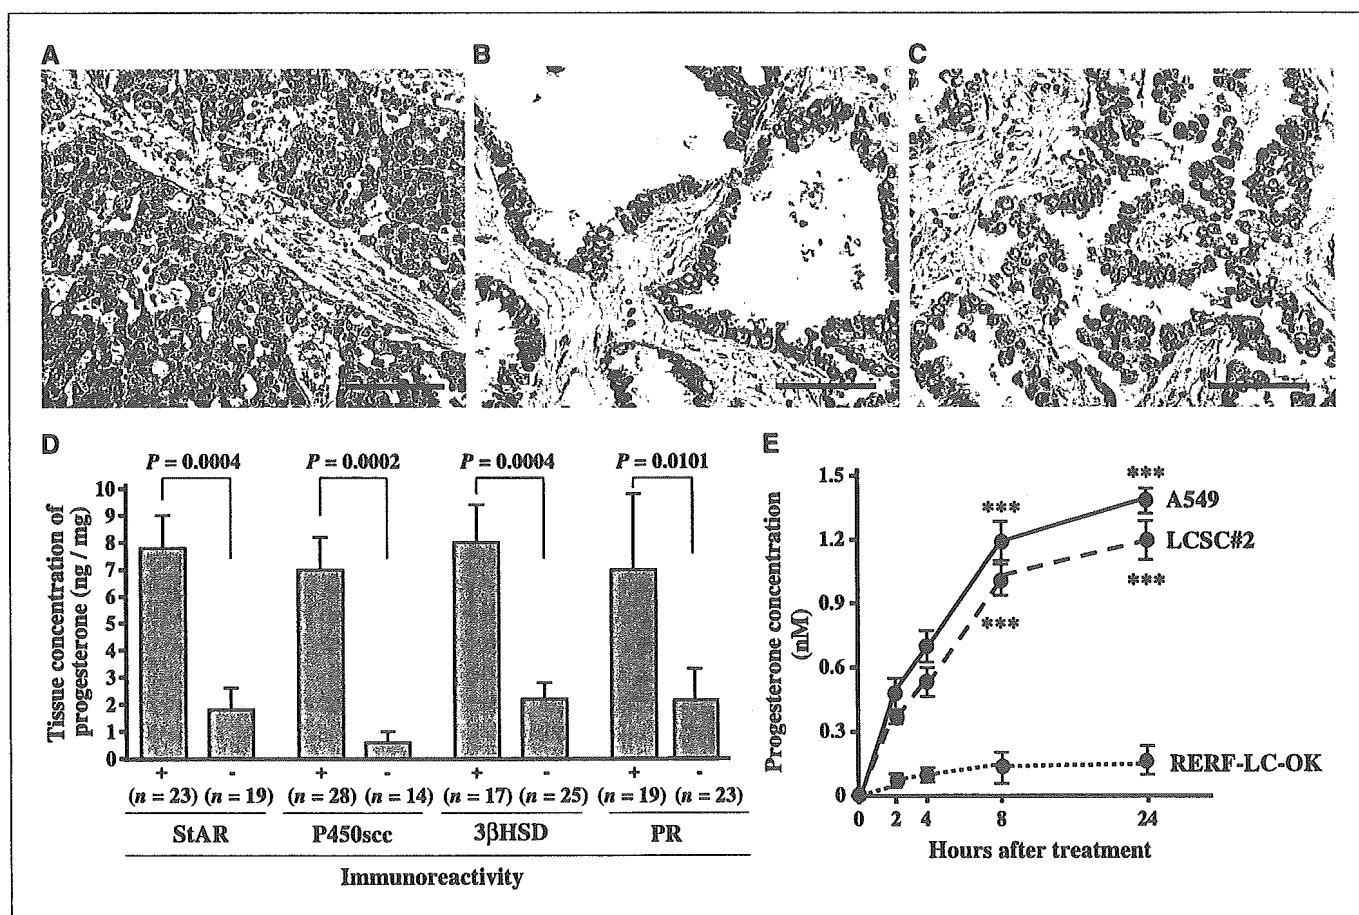 A
B
C
D
P = 0.0004
P = 0.0002
P = 0.0004
P = 0.0101
Tissue concentration of
progesterone (ng / mg)
10
9
8
7
6
5
4
3
2
1
0
+ - + - + - + -
(n = 23) (n = 19) (n = 28) (n = 14) (n = 17) (n = 25) (n = 19) (n = 23)
StAR P450scc 3βHSD PR
Immunoreactivity
E
Progesterone concentration
(nM)
1.5
1.2
0.9
0.6
0.3
0
***
***
***
***
A549
LCSC#2
RERF-LC-OK
0 2 4 8 24
Hours after treatment